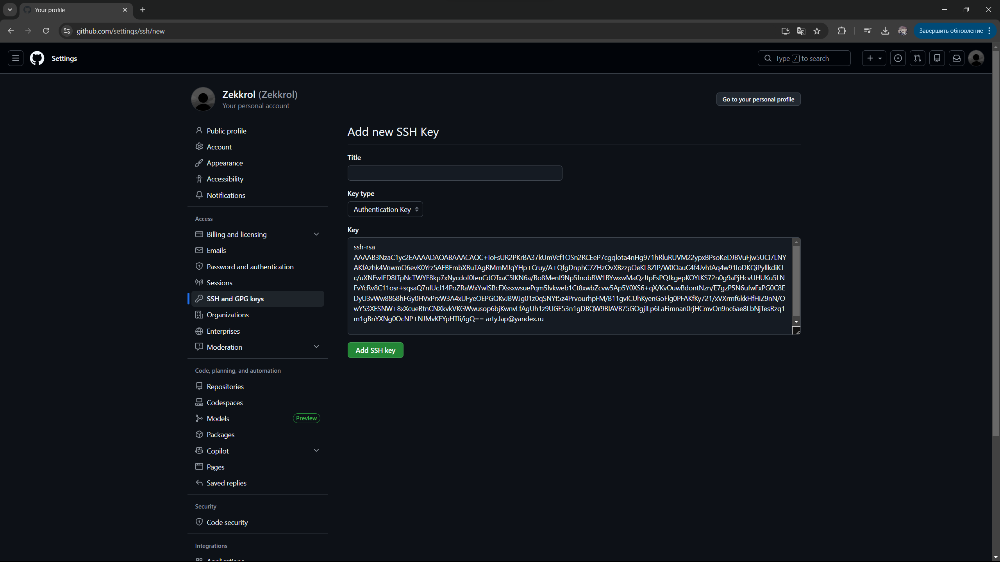 Your profile
github.com/settings/ssh/new
Завершить обновление
Settings
Type / to search
Zekkrol (Zekkrol)
Your personal account
Go to your personal profile
Public profile
Account
Appearance
Accessibility
Notifications
Access
Billing and licensing
Emails
Password and authentication
Sessions
SSH and GPG keys
Organizations
Enterprises
Moderation
Code, planning, and automation
Repositories
Codespaces
Models
Preview
Packages
Copilot
Pages
Saved replies
Security
Code security
Integrations
Applications
Add new SSH Key
Title
Key type
Authentication Key
Key
ssh-rsa
AAAAB3NzaC1yc2EAAAADAQABAAACAQC+IoFsUR2PKrBA37kUmVcf1OSn2RCEeP7cgqlota4nHg971hRluRUVM22ypxBPsoKeDJBVuFjw5UCi7LNY
AKfAzhk4VnwmO6evK0Yrz5AFBEmbXBuTAgRMmMJqYHp+Cruy/A+QfgDnphC7ZHzOvXBzzpOeKL8ZIP/W0OauC4f4JvhtAq4w91IoDKQiPyllkdiKJ
c/uXNEwIED8fTpNcTWYF8kp7xNycdof0fenCdOTxaC5lKN6a/Bo8Menf9Np5fnobRW1BYwxwMaQzJtpEsPQJkgepKOYtKS72n0g9aPjHcvUHUKu5LN
FvYcRv8C11osr+sqsaQ7nIUcJ14PoZRaWxYwISBcFXssxwsuePqm5Ivkweb1Ct8xwbZcvw5Ap5Y0XS6+qX/KvOuwBdontNzn/E7gzP5N6ufwFxPG0C8E
DyU3vWw8868hFGy0HVxPrxW3A4xUFyeOEPGQKvJBWJg01z0qSNYt5z4PrvourhpFM/B11gvICUhKyenGoFlg0PFAKfKy721/xVXrmf6kkHfHiZ9nN/O
wY53XESNW+8xXcueBtnCNXkvkVKGWwusop6bjKwnvLfAgUh1z9UGE53n1gDBQW9BIAVB75GOgjILp6LaFimnan0rjHCmvOn9nc6ae8LbNjTesRzq1
m1gBnYXNg0OcNP+NJMvKEYpHTli/igQ== arty.lap@yandex.ru
Add SSH key